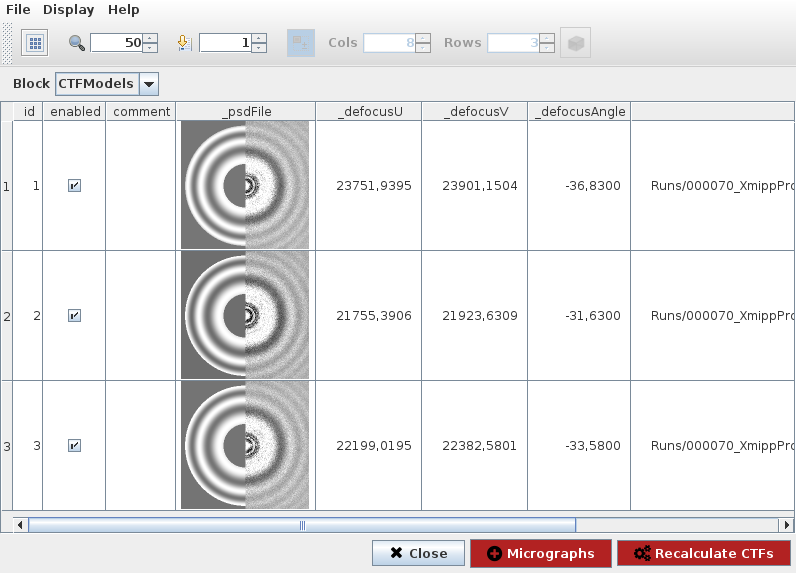 File Display Help
50 1 Cols 8 Rows 3
Block CTFModels
id enabled comment _psdFile _defocusU _defocusV _defocusAngle
1 1 23751,9395 23901,1504 -36,8300 Runs/000070_XmippPro
2 2 21755,3906 21923,6309 -31,6300 Runs/000070_XmippPro
3 3 22199,0195 22382,5801 -33,5800 Runs/000070_XmippPro
Close Micrographs Recalculate CTFs